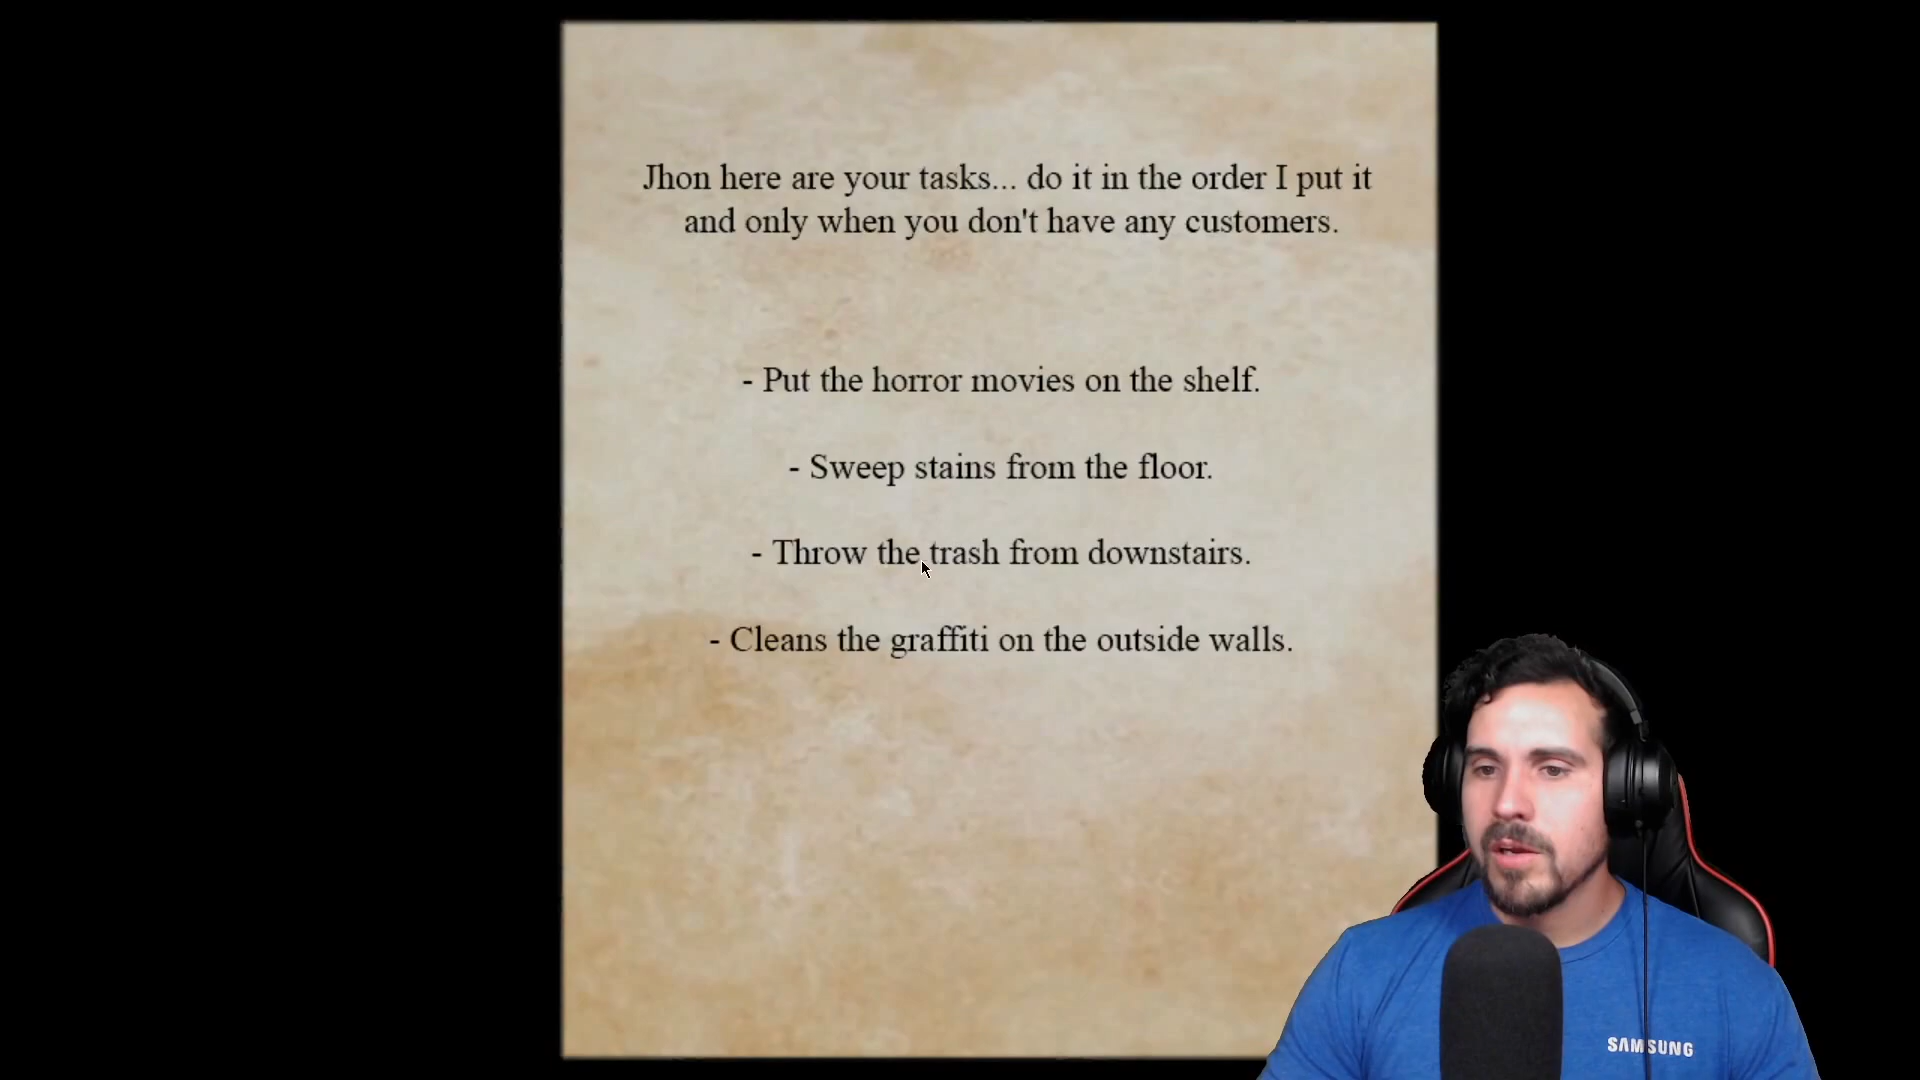 Jhon here are your tasks... do it in the order I put it
and only when you don't have any customers.
- Put the horror movies on the shelf.
- Sweep stains from the floor.
- Throw the trash from downstairs.
- Cleans the graffiti on the outside walls.
SAMSUNG